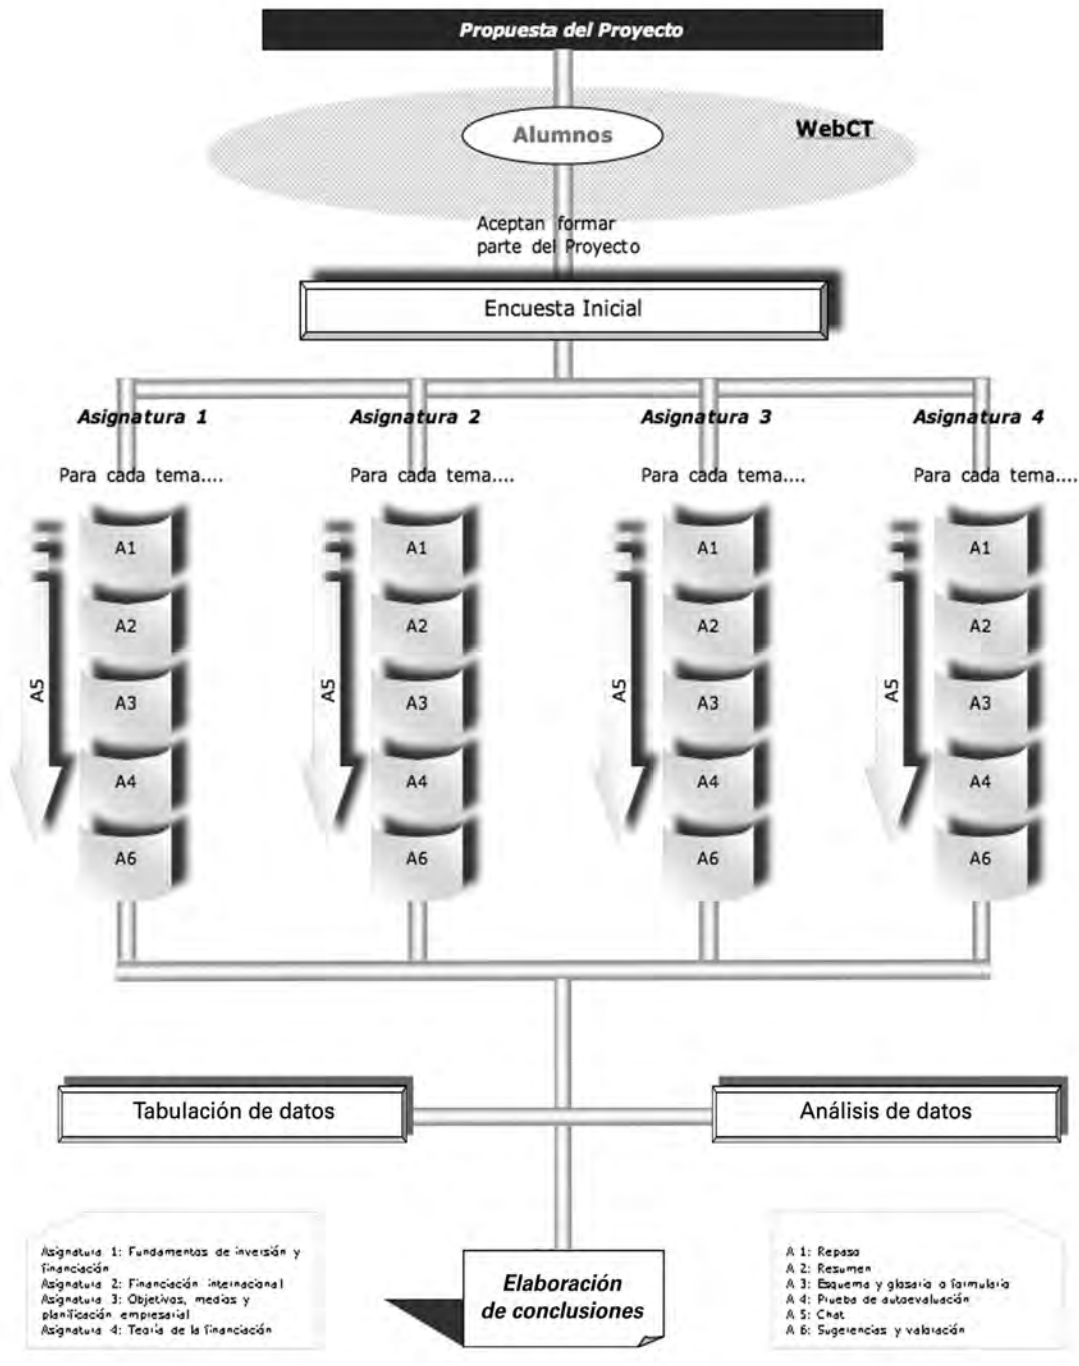 Propuesta del Proyecto
Alumnos
WebCT
Aceptan formar
parte del Proyecto
Encuesta Inicial
Asignatura 1
Asignatura 2
Asignatura 3
Asignatura 4
Para cada tema....
Para cada tema....
Para cada tema....
Para cada tema....
A1
A2
A3
A4
A6
A5
A1
A2
A3
A4
A6
A5
A1
A2
A3
A4
A6
A5
A1
A2
A3
A4
A6
A5
Tabulación de datos
Análisis de datos
Asignatura 1: Fundamentos de inversión y
financiación
Asignatura 2: Financiación internacional
Asignatura 3: Objetivos, medios y
planificación empresarial
Asignatura 4: Teoría de la financiación
Elaboración
de conclusiones
A 1: Repaso
A 2: Resumen
A 3: Esquema y glosario o formulario
A 4: Prueba de autoevaluación
A 5: Chat
A 6: Sugerencias y valoración